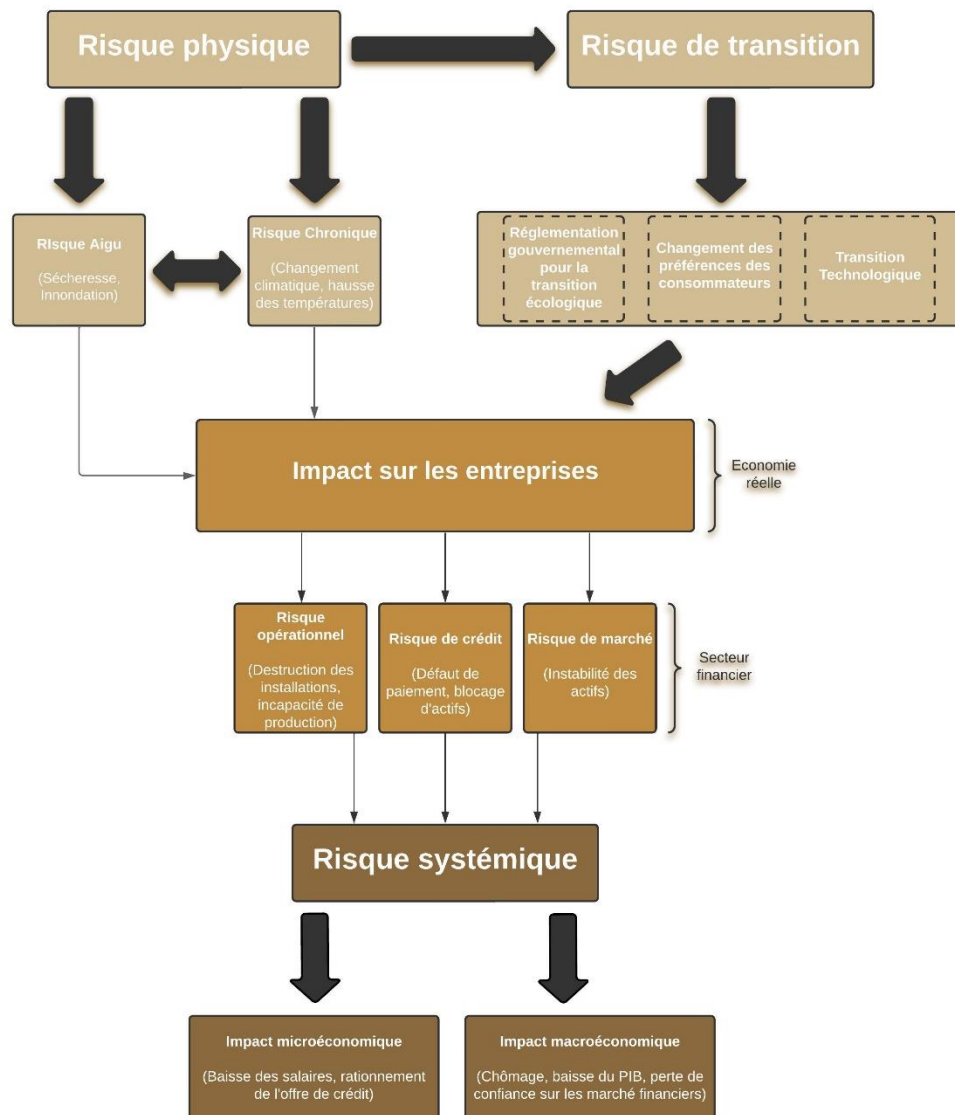 Risque physique
Risque de transition
RIsque Aigu
(Sécheresse,
Innondation)
Risque Chronique
(Changement
climatique, hausse
des températures)
Réglementation
gouvernemental
pour la
transition
écologique
Changement des
préférences des
consommateurs
Transition
Technologique
Impact sur les entreprises
Economie
réelle
Risque
opérationnel
(Destruction des
installations,
incapacité de
production)
Risque de crédit
(Défaut de
paiement, blocage
d'actifs)
Risque de marché
(Instabilité des
actifs)
Secteur
financier
Risque systémique
Impact microéconomique
(Baisse des salaires, rationnement
de l'offre de crédit)
Impact macroéconomique
(Chômage, baisse du PIB, perte de
confiance sur les marché financiers)